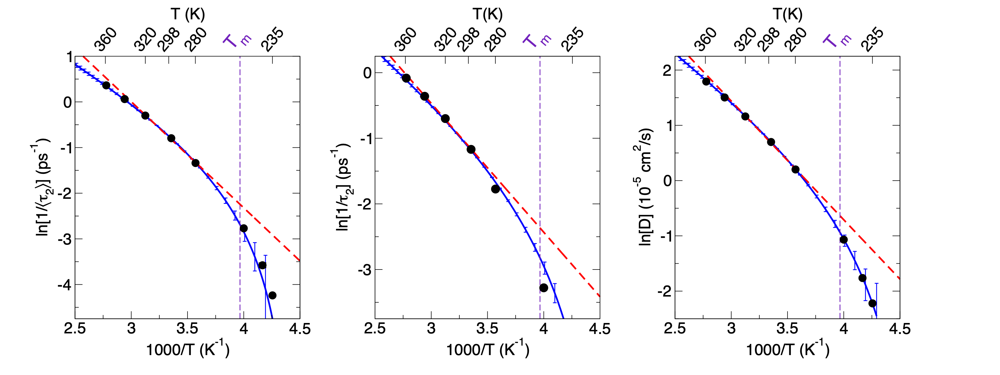 T (K)
360 320 298 280 Tm 235
1
0
-1
-2
-3
-4
ln[1/⟨τ2⟩] (ps-1)
2.5 3 3.5 4 4.5
1000/T (K-1)
T(K)
360 320 298 280 Tm 235
0
-1
-2
-3
ln[1/τ2] (ps-1)
2.5 3 3.5 4 4.5
1000/T (K-1)
T(K)
360 320 298 280 Tm 235
2
1
0
-1
-2
ln[D] (10-5 cm2/s)
2.5 3 3.5 4 4.5
1000/T (K-1)